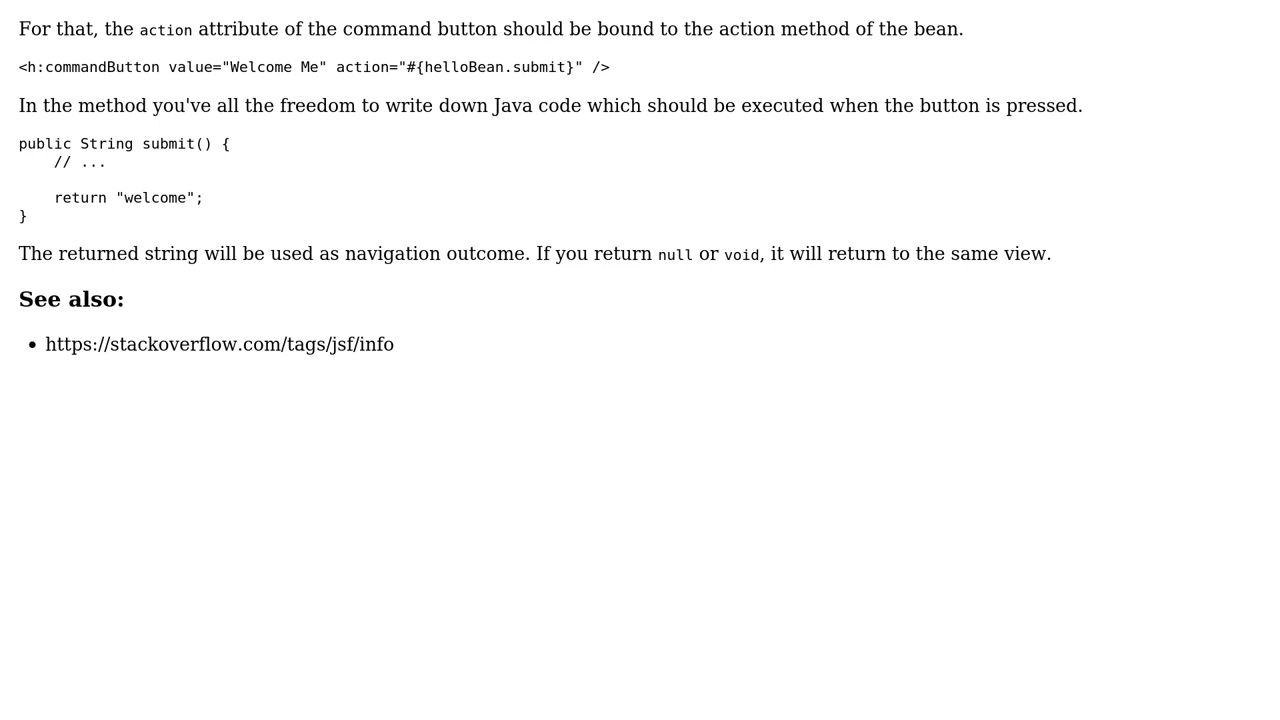 For that, the action attribute of the command button should be bound to the action method of the bean.
<h:commandButton value="Welcome Me" action="#{helloBean.submit}" />
In the method you've all the freedom to write down Java code which should be executed when the button is pressed.
public String submit() {
    // ...
    return "welcome";
}
The returned string will be used as navigation outcome. If you return null or void, it will return to the same view.
See also:
• https://stackoverflow.com/tags/jsf/info